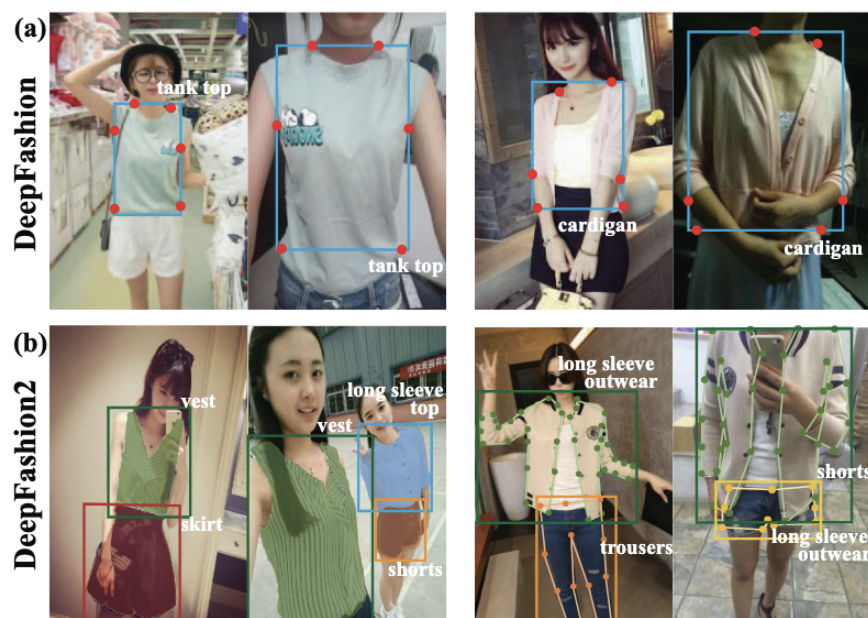 (a)
DeepFashion
tank top
tank top
cardigan
cardigan
(b)
DeepFashion2
vest
skirt
vest
long sleeve
top
shorts
long sleeve
outwear
trousers
shorts
long sleeve
outwear